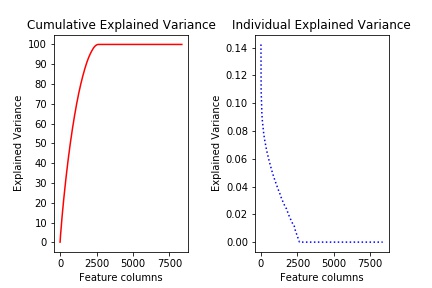 Cumulative Explained Variance
Individual Explained Variance
Explained Variance
100
90
80
70
60
50
40
30
20
10
0
0 2500 5000 7500
Feature columns
Explained Variance
0.14
0.12
0.10
0.08
0.06
0.04
0.02
0.00
0 2500 5000 7500
Feature columns